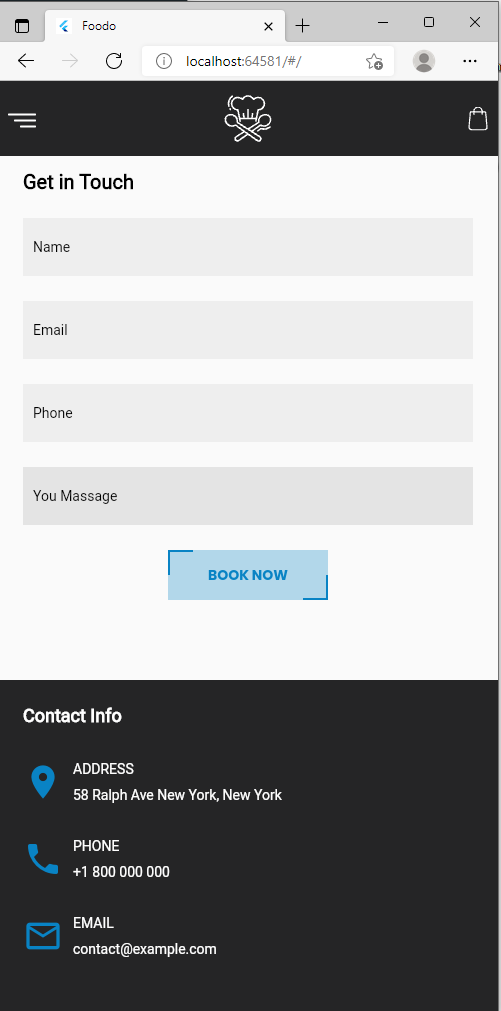 Foodo
localhost:64581/#/
Get in Touch
Name
Email
Phone
You Massage
BOOK NOW
Contact Info
ADDRESS
58 Ralph Ave New York, New York
PHONE
+1 800 000 000
EMAIL
contact@example.com